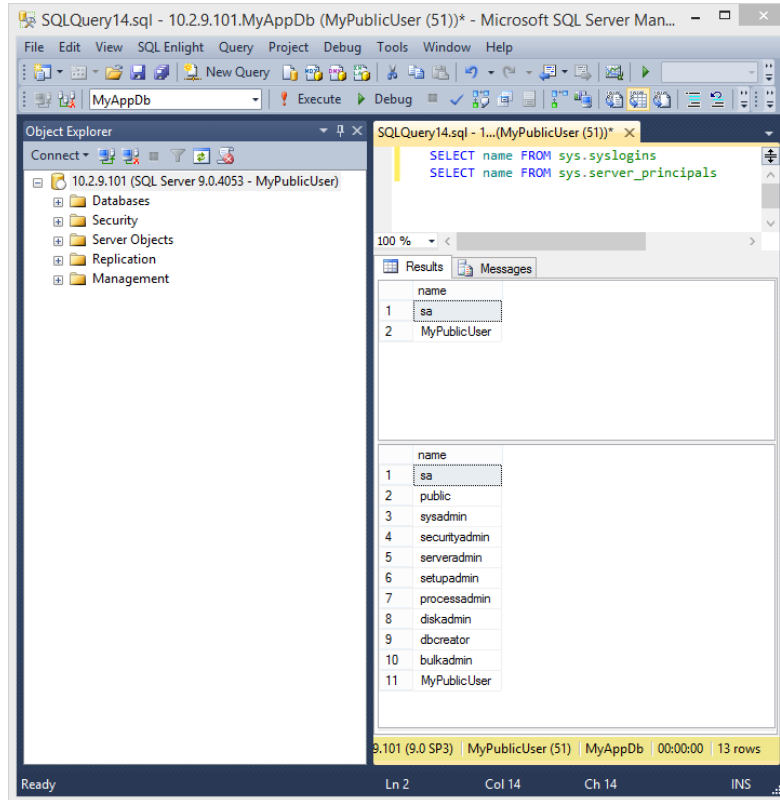 SQLQuery14.sql - 10.2.9.101.MyAppDb (MyPublicUser (51))* - Microsoft SQL Server Man...
File Edit View SQL Enlight Query Project Debug Tools Window Help
New Query
MyAppDb Execute Debug
Object Explorer
Connect
10.2.9.101 (SQL Server 9.0.4053 - MyPublicUser)
Databases
Security
Server Objects
Replication
Management
SQLQuery14.sql - 1...(MyPublicUser (51))*
SELECT name FROM sys.syslogins
SELECT name FROM sys.server_principals
100 %
Results Messages
name
1 sa
2 MyPublicUser
name
1 sa
2 public
3 sysadmin
4 securityadmin
5 serveradmin
6 setupadmin
7 processadmin
8 diskadmin
9 dbcreator
10 bulkadmin
11 MyPublicUser
9.101 (9.0 SP3) MyPublicUser (51) MyAppDb 00:00:00 13 rows
Ready Ln 2 Col 14 Ch 14 INS